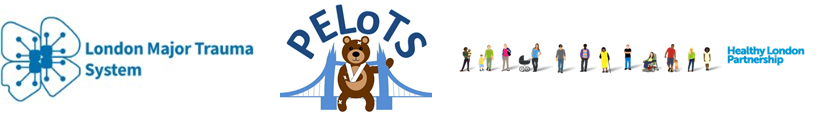 London Major Trauma
System
PELoTS
Healthy London
Partnership